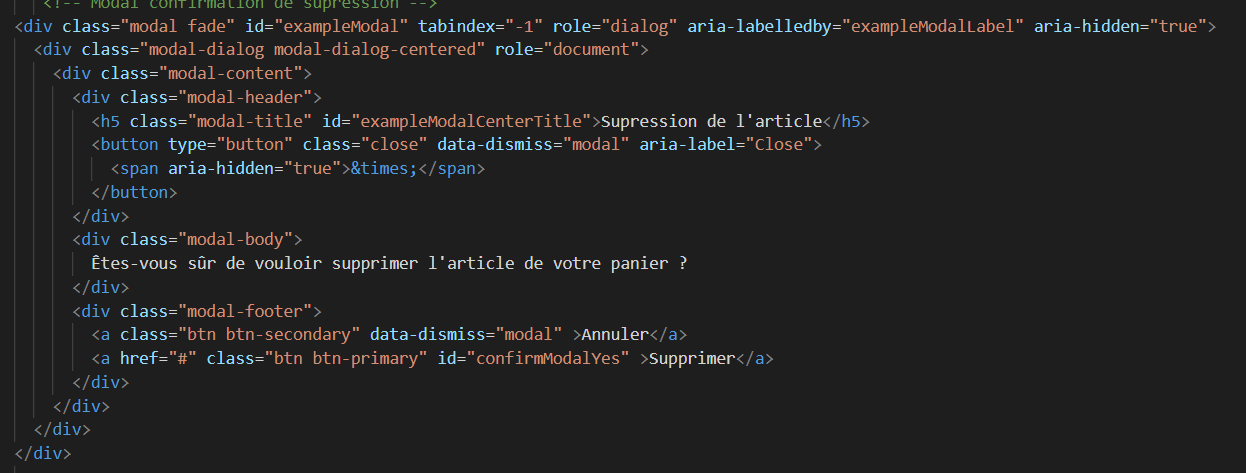 <!-- Modal confirmation de supression -->
<div class="modal fade" id="exampleModal" tabindex="-1" role="dialog" aria-labelledby="exampleModalLabel" aria-hidden="true">
<div class="modal-dialog modal-dialog-centered" role="document">
<div class="modal-content">
<div class="modal-header">
<h5 class="modal-title" id="exampleModalCenterTitle">Supression de l'article</h5>
<button type="button" class="close" data-dismiss="modal" aria-label="Close">
<span aria-hidden="true">&times;</span>
</button>
</div>
<div class="modal-body">
Êtes-vous sûr de vouloir supprimer l'article de votre panier ?
</div>
<div class="modal-footer">
<a class="btn btn-secondary" data-dismiss="modal" >Annuler</a>
<a href="#" class="btn btn-primary" id="confirmModalYes" >Supprimer</a>
</div>
</div>
</div>
</div>